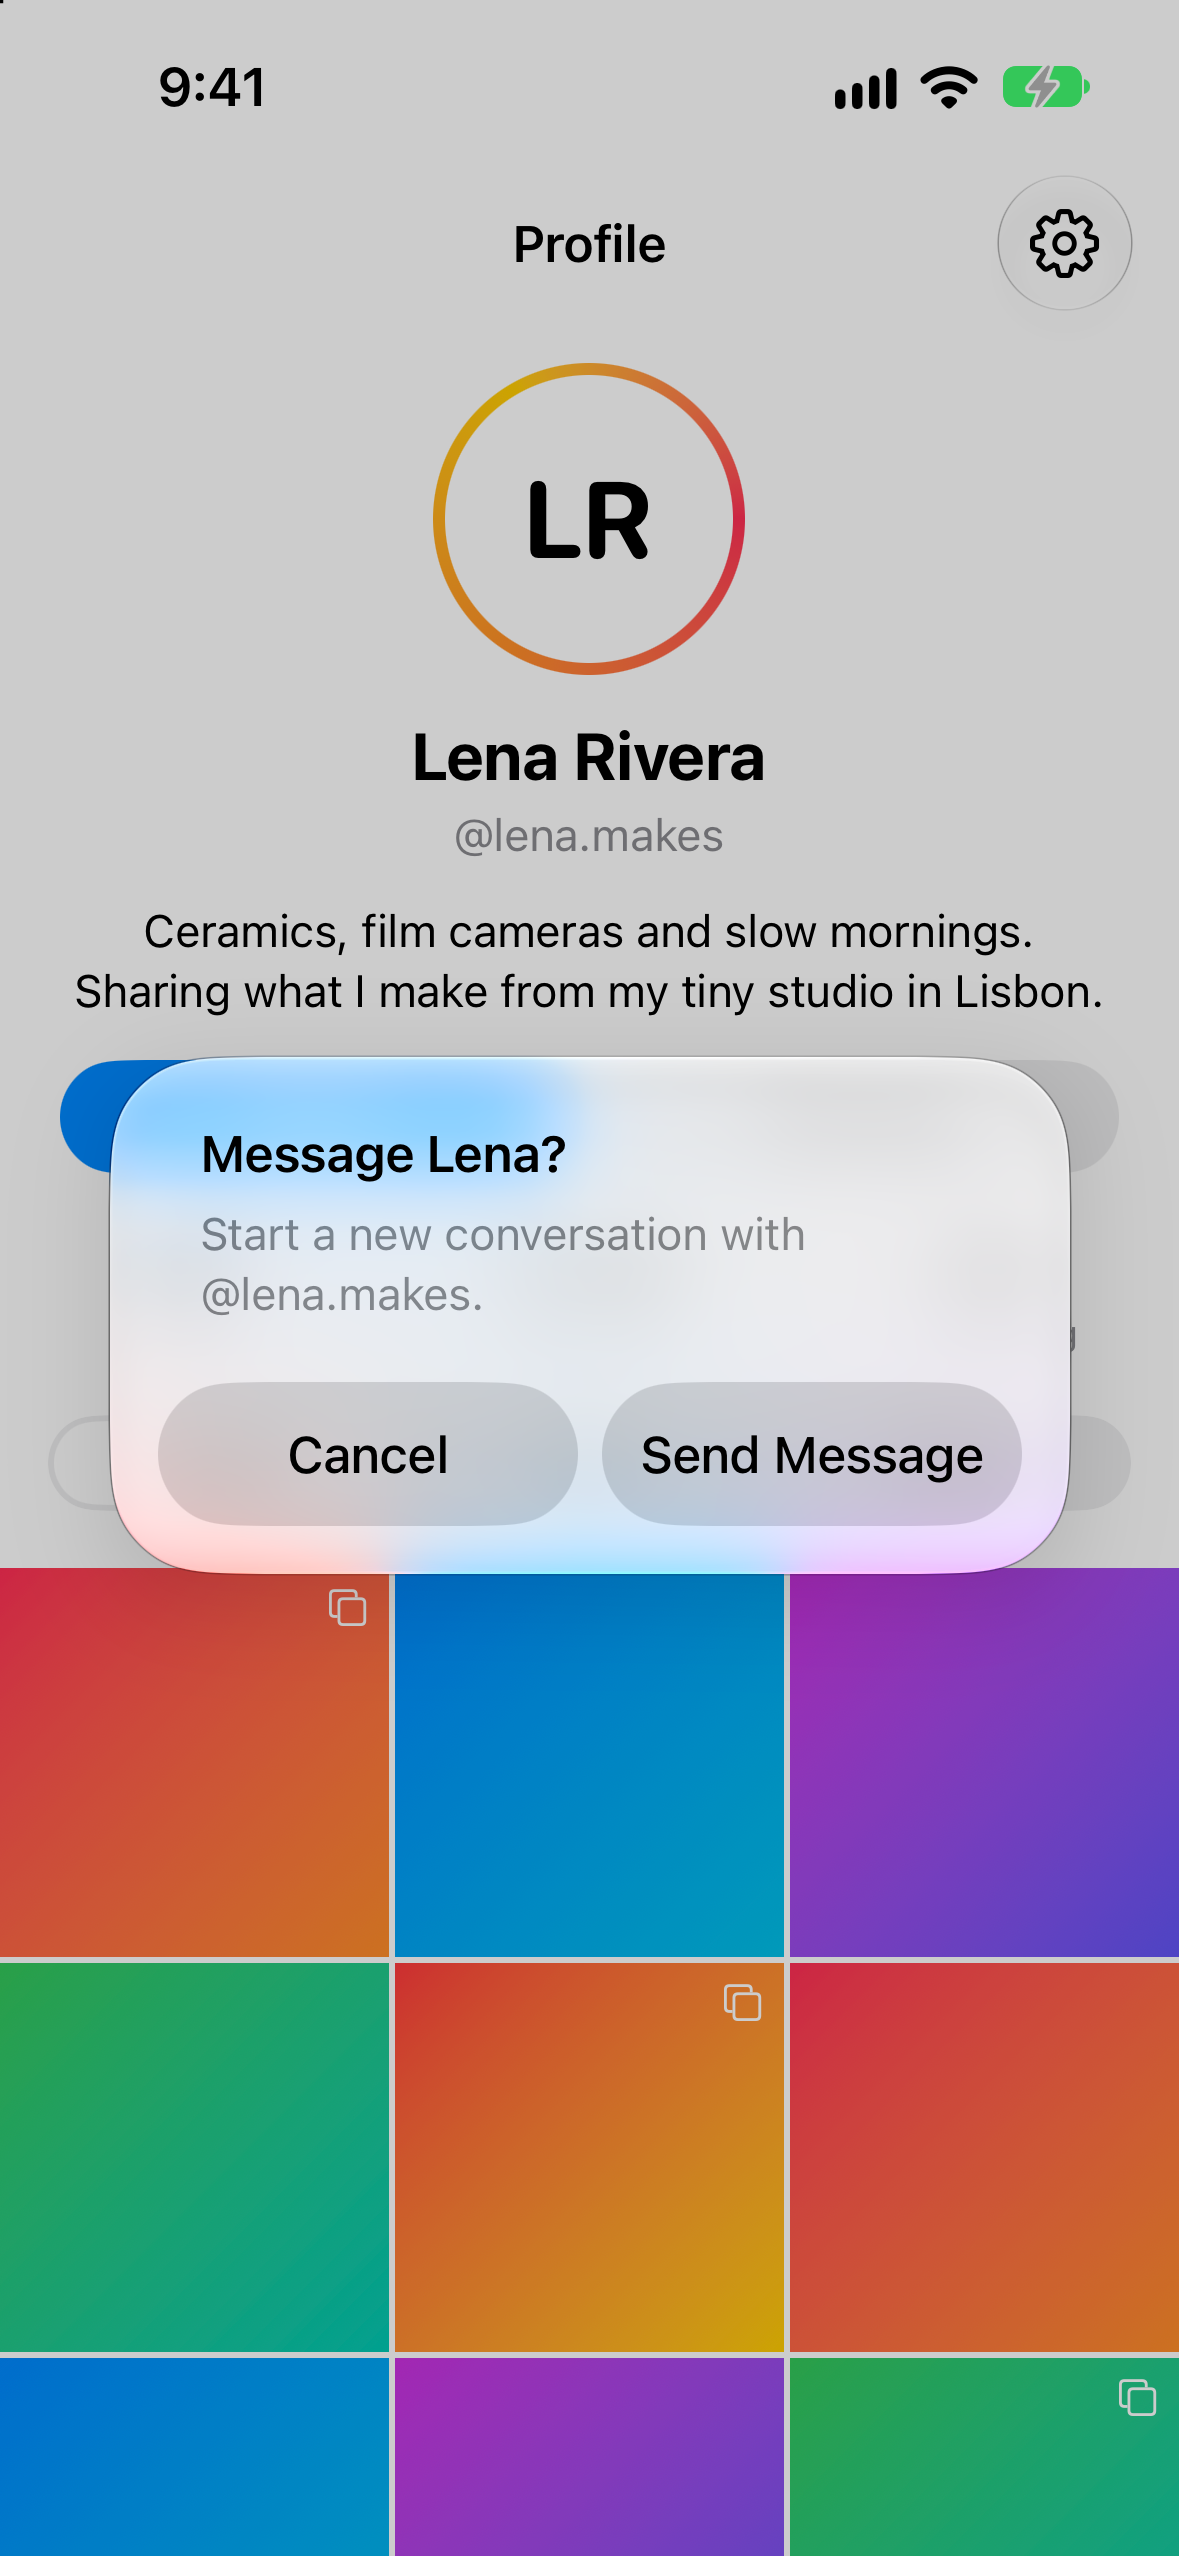 9:41
Profile
LR
Lena Rivera
@lena.makes
Ceramics, film cameras and slow mornings.
Sharing what I make from my tiny studio in Lisbon.
Message Lena?
Start a new conversation with
@lena.makes.
Cancel
Send Message